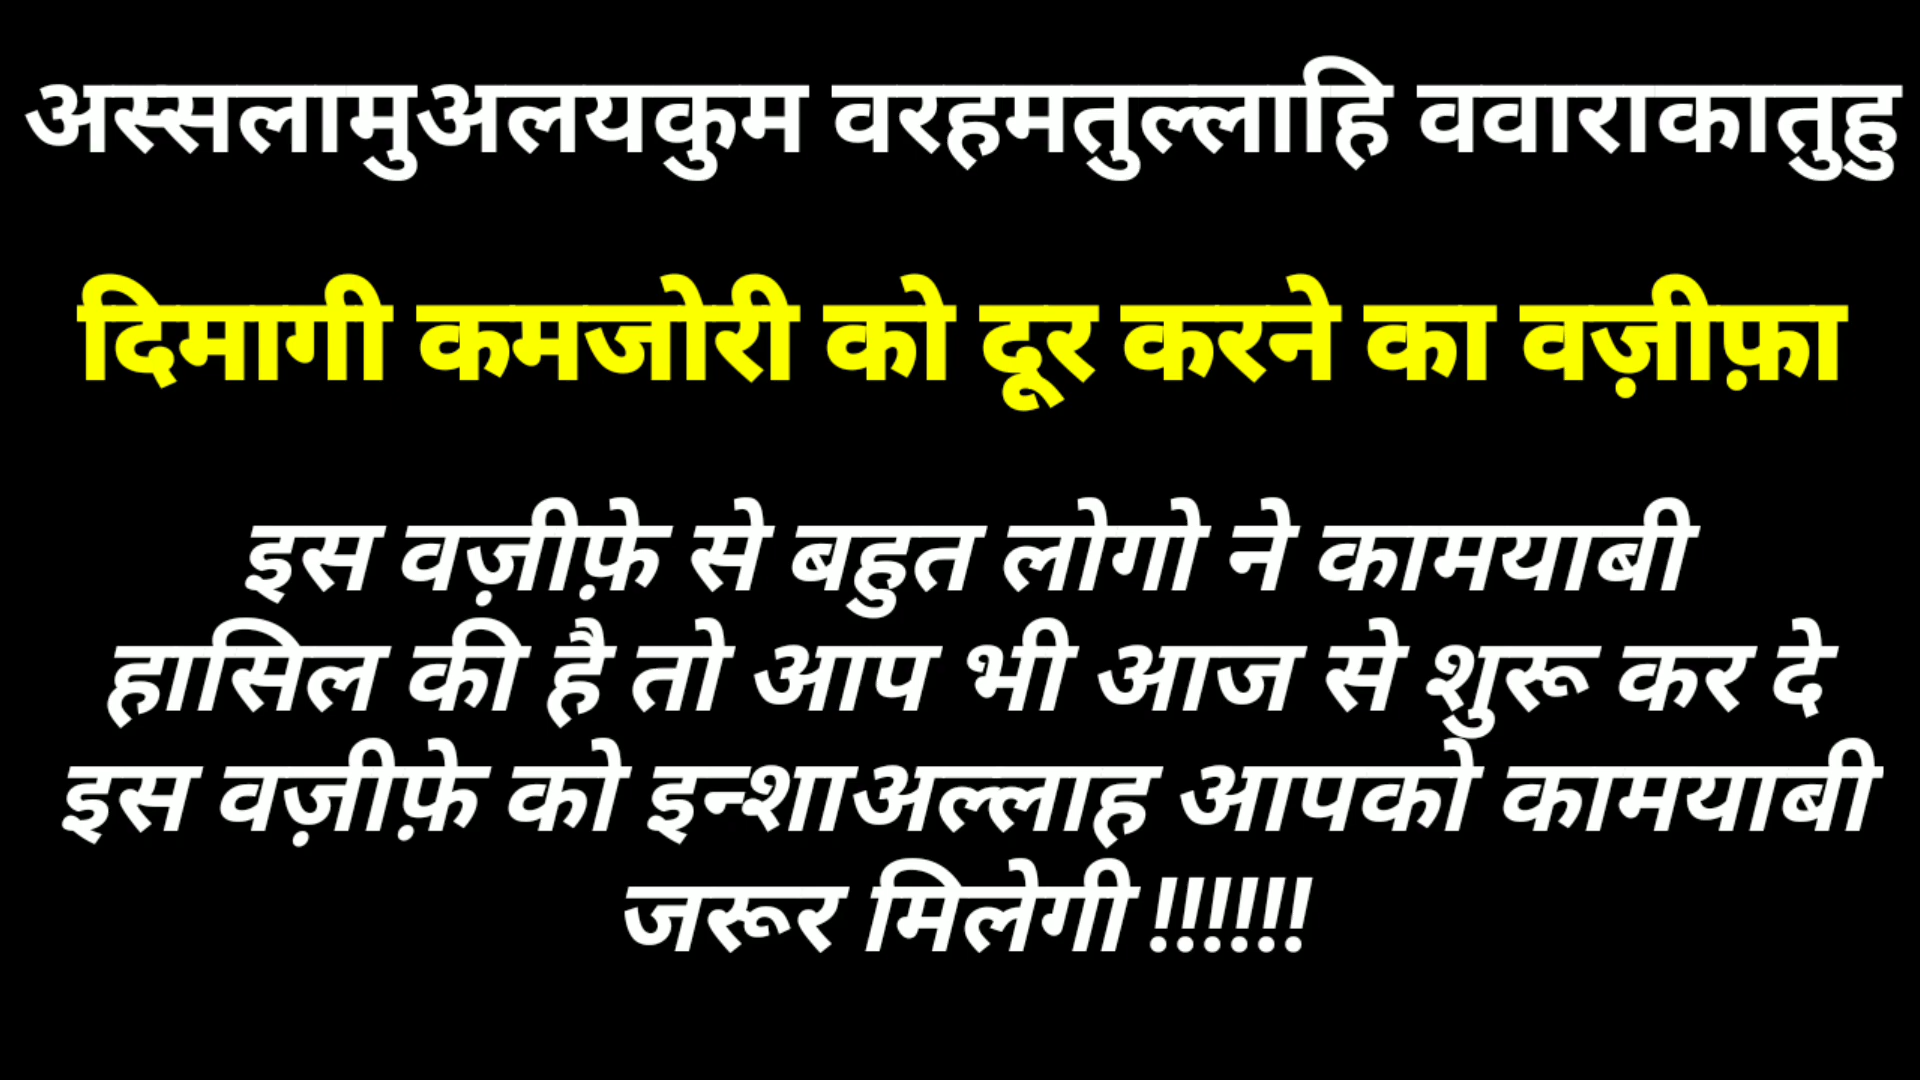 अस्सलामुअलयकुम वरहमतुल्लाहि ववाराकातुहु
दिमागी कमजोरी को दूर करने का वज़ीफ़ा
इस वज़ीफ़े से बहुत लोगो ने कामयाबी
हासिल की है तो आप भी आज से शुरू कर दे
इस वज़ीफ़े को इन्शाअल्लाह आपको कामयाबी
जरूर मिलेगी !!!!!!